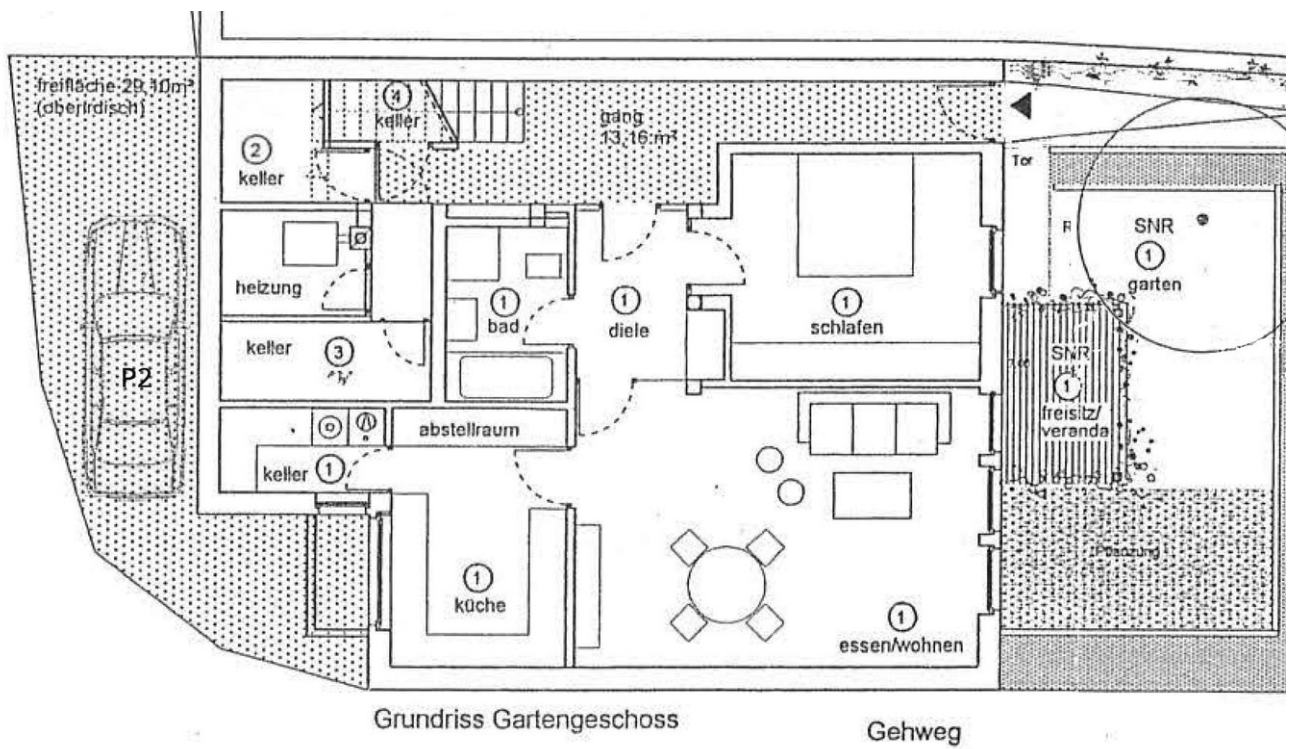 freifläche 29,10m²
(oberirdisch)
4
keller
gang
13,16 m²
2
keller
Tor
R
SNR
1
garten
heizung
1
bad
1
diele
1
schlafen
keller
3
P2
SNR
1
freisitz/
veranda
abstellraum
keller 1
Pflanzung
1
küche
1
essen/wohnen
Grundriss Gartengeschoss
Gehweg